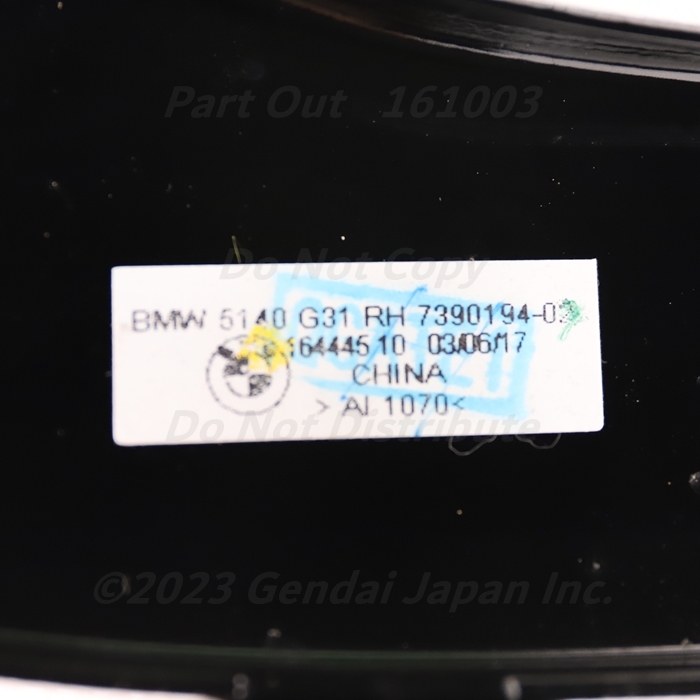 Part Out 161003
Do Not Copy
BMW 5140 G31 RH 7390194-02
16444510 03/06/17
CHINA
> Al 1070<
Do Not Distribute
©2023 Gendai Japan Inc.